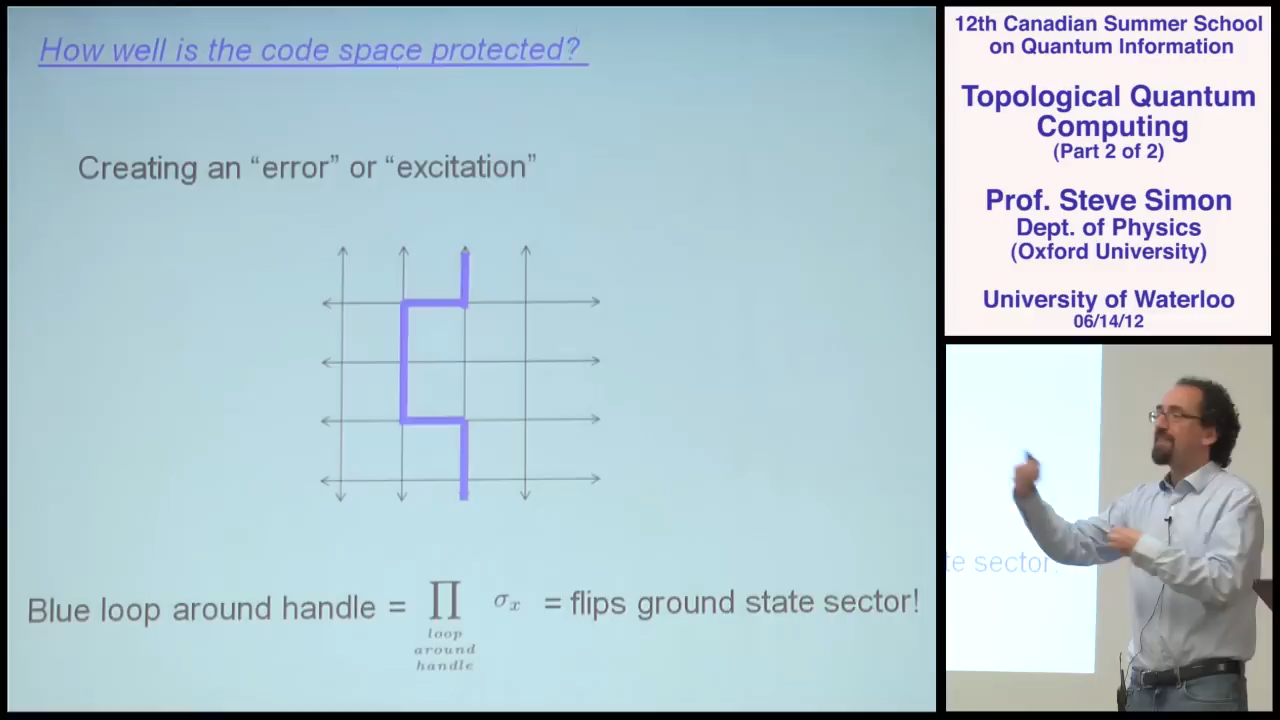 How well is the code space protected?
Creating an “error” or “excitation”
Blue loop around handle = ∏ σx = flips ground state sector!
loop
around
handle
12th Canadian Summer School
on Quantum Information
Topological Quantum
Computing
(Part 2 of 2)
Prof. Steve Simon
Dept. of Physics
(Oxford University)
University of Waterloo
06/14/12
te sector!